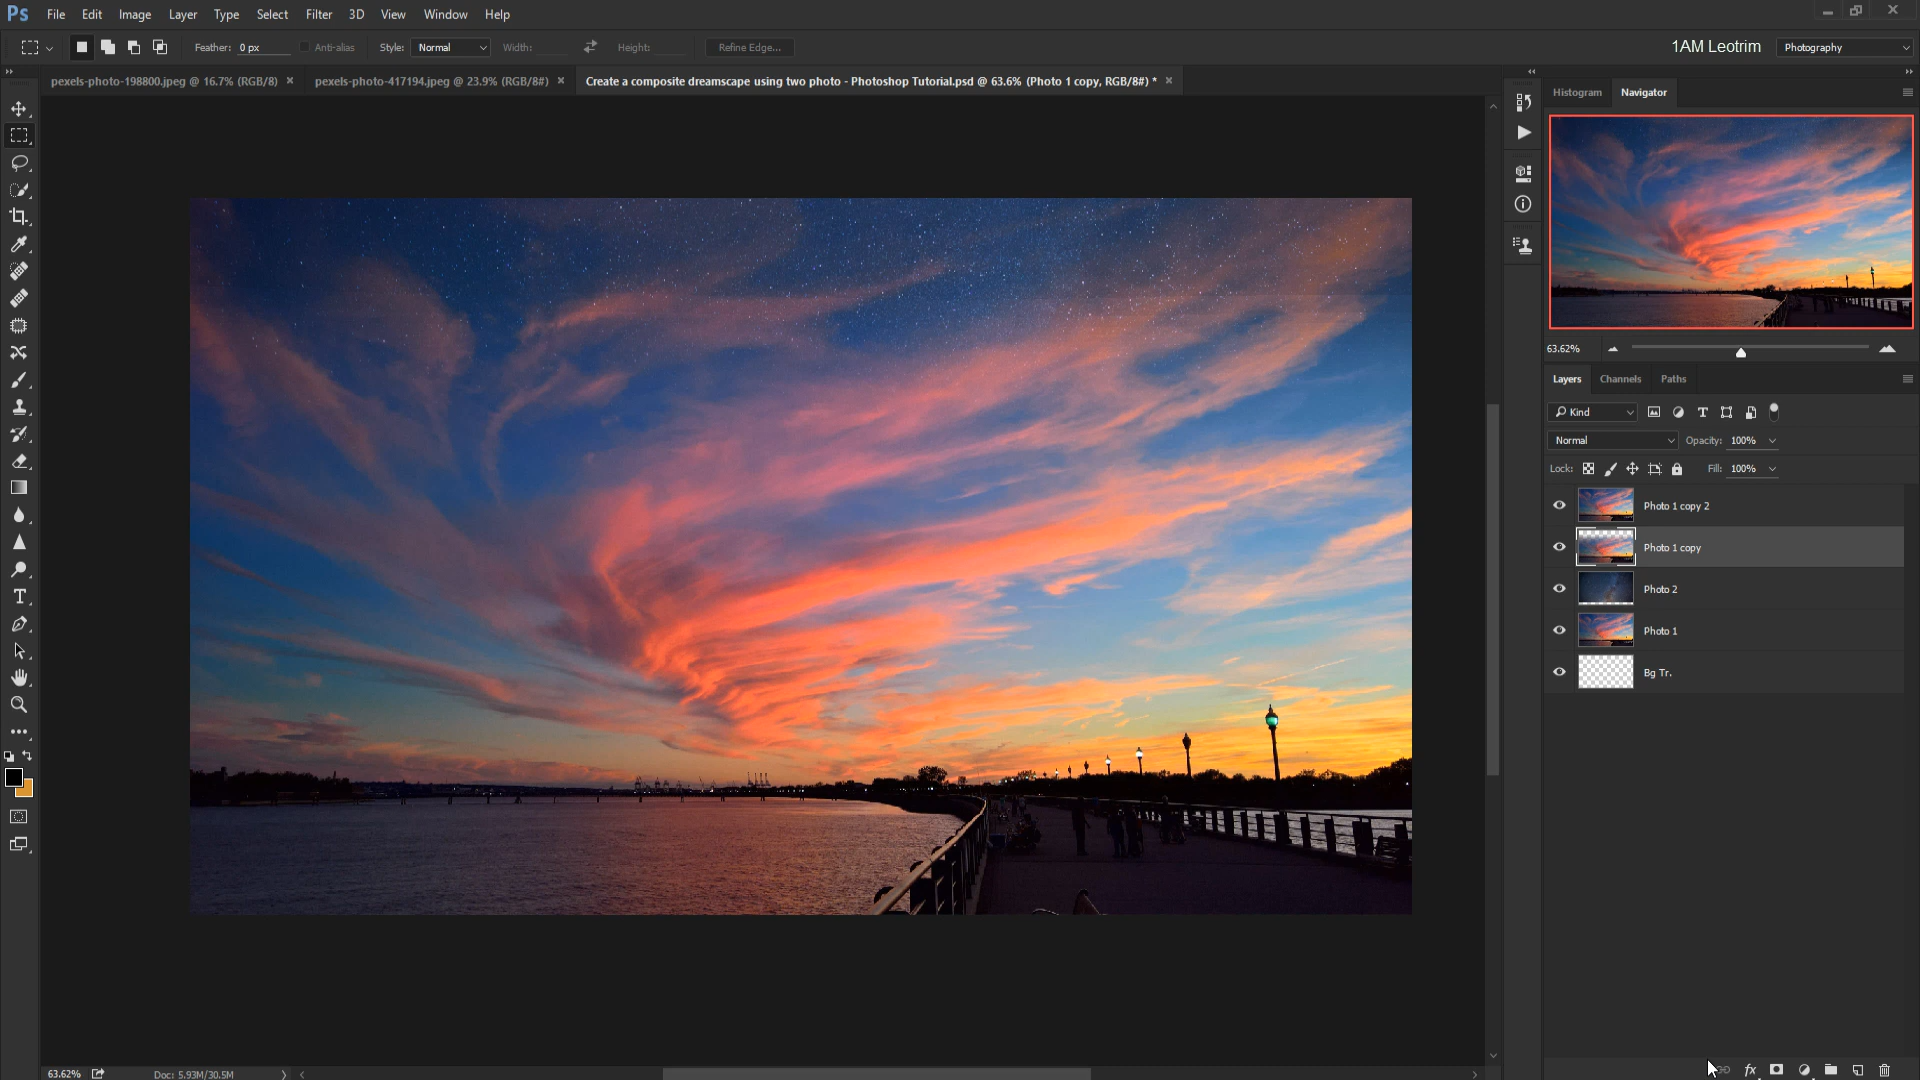 Ps File Edit Image Layer Type Select Filter 3D View Window Help
Feather: 0 px Anti-alias Style: Normal Width: Height: Refine Edge... 1AM Leotrim Photography
pexels-photo-198800.jpeg @ 16.7% (RGB/8) × pexels-photo-417194.jpeg @ 23.9% (RGB/8#) × Create a composite dreamscape using two photo - Photoshop Tutorial.psd @ 63.6% (Photo 1 copy, RGB/8#) * ×
Histogram Navigator
63.62%
Layers Channels Paths
Kind
Normal Opacity: 100%
Lock: Fill: 100%
Photo 1 copy 2
Photo 1 copy
Photo 2
Photo 1
Bg Tr.
63.62% Doc: 5.93M/30.5M
fx